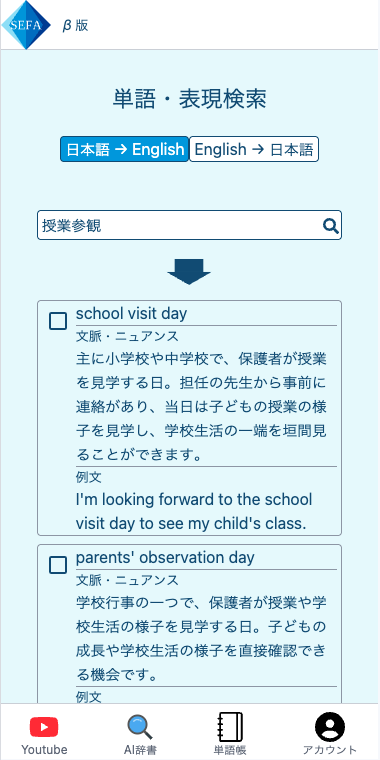 SEFA β 版
単語・表現検索
日本語 → English English → 日本語
授業参観
school visit day
文脈・ニュアンス
主に小学校や中学校で、保護者が授業
を見学する日。担任の先生から事前に
連絡があり、当日は子どもの授業の様
子を見学し、学校生活の一端を垣間見
ることができます。
例文
I'm looking forward to the school
visit day to see my child's class.
parents' observation day
文脈・ニュアンス
学校行事の一つで、保護者が授業や学
校生活の様子を見学する日。子どもの
成長や学校生活の様子を直接確認でき
る機会です。
例文
Youtube AI辞書 単語帳 アカウント